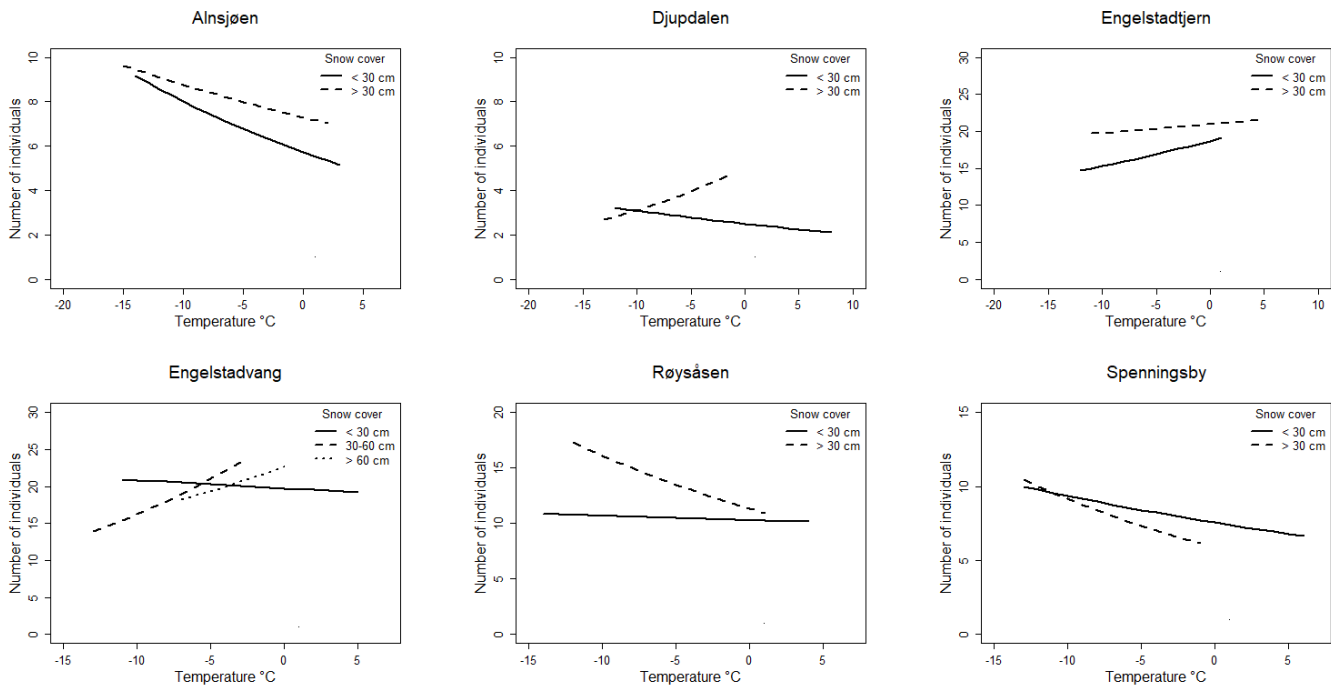 Alnsjøen
Snow cover
< 30 cm
> 30 cm
Number of individuals
10
8
6
4
2
0
-20 -15 -10 -5 0 5
Temperature °C
Djupdalen
Snow cover
< 30 cm
> 30 cm
Number of individuals
10
8
6
4
2
0
-20 -15 -10 -5 0 5 10
Temperature °C
Engelstadtjern
Snow cover
< 30 cm
> 30 cm
Number of individuals
30
25
20
15
10
5
0
-20 -15 -10 -5 0 5 10
Temperature °C
Engelstadvang
Snow cover
< 30 cm
30-60 cm
> 60 cm
Number of individuals
30
25
20
15
10
5
0
-15 -10 -5 0 5
Temperature °C
Røysåsen
Snow cover
< 30 cm
> 30 cm
Number of individuals
20
15
10
5
0
-15 -10 -5 0 5
Temperature °C
Spenningsby
Snow cover
< 30 cm
> 30 cm
Number of individuals
15
10
5
0
-15 -10 -5 0 5
Temperature °C